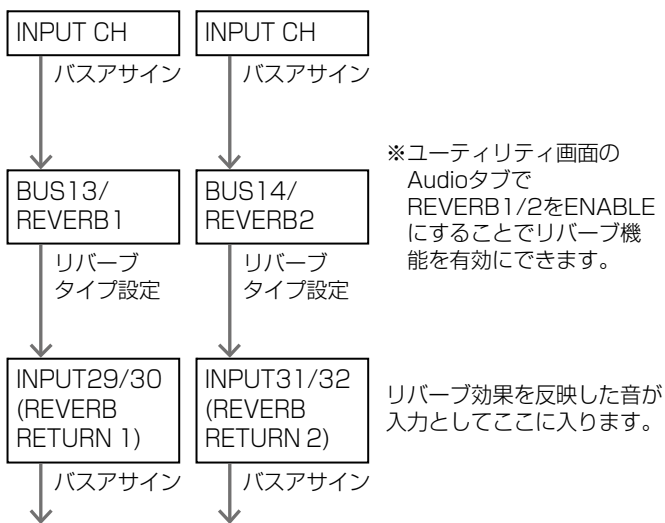 INPUT CH
INPUT CH
バスアサイン
バスアサイン
BUS13/
REVERB1
BUS14/
REVERB2
※ユーティリティ画面の
Audioタブで
REVERB1/2をENABLE
にすることでリバーブ機
能を有効にできます。
リバーブ
タイプ設定
リバーブ
タイプ設定
INPUT29/30
(REVERB
RETURN 1)
INPUT31/32
(REVERB
RETURN 2)
リバーブ効果を反映した音が
入力としてここに入ります。
バスアサイン
バスアサイン